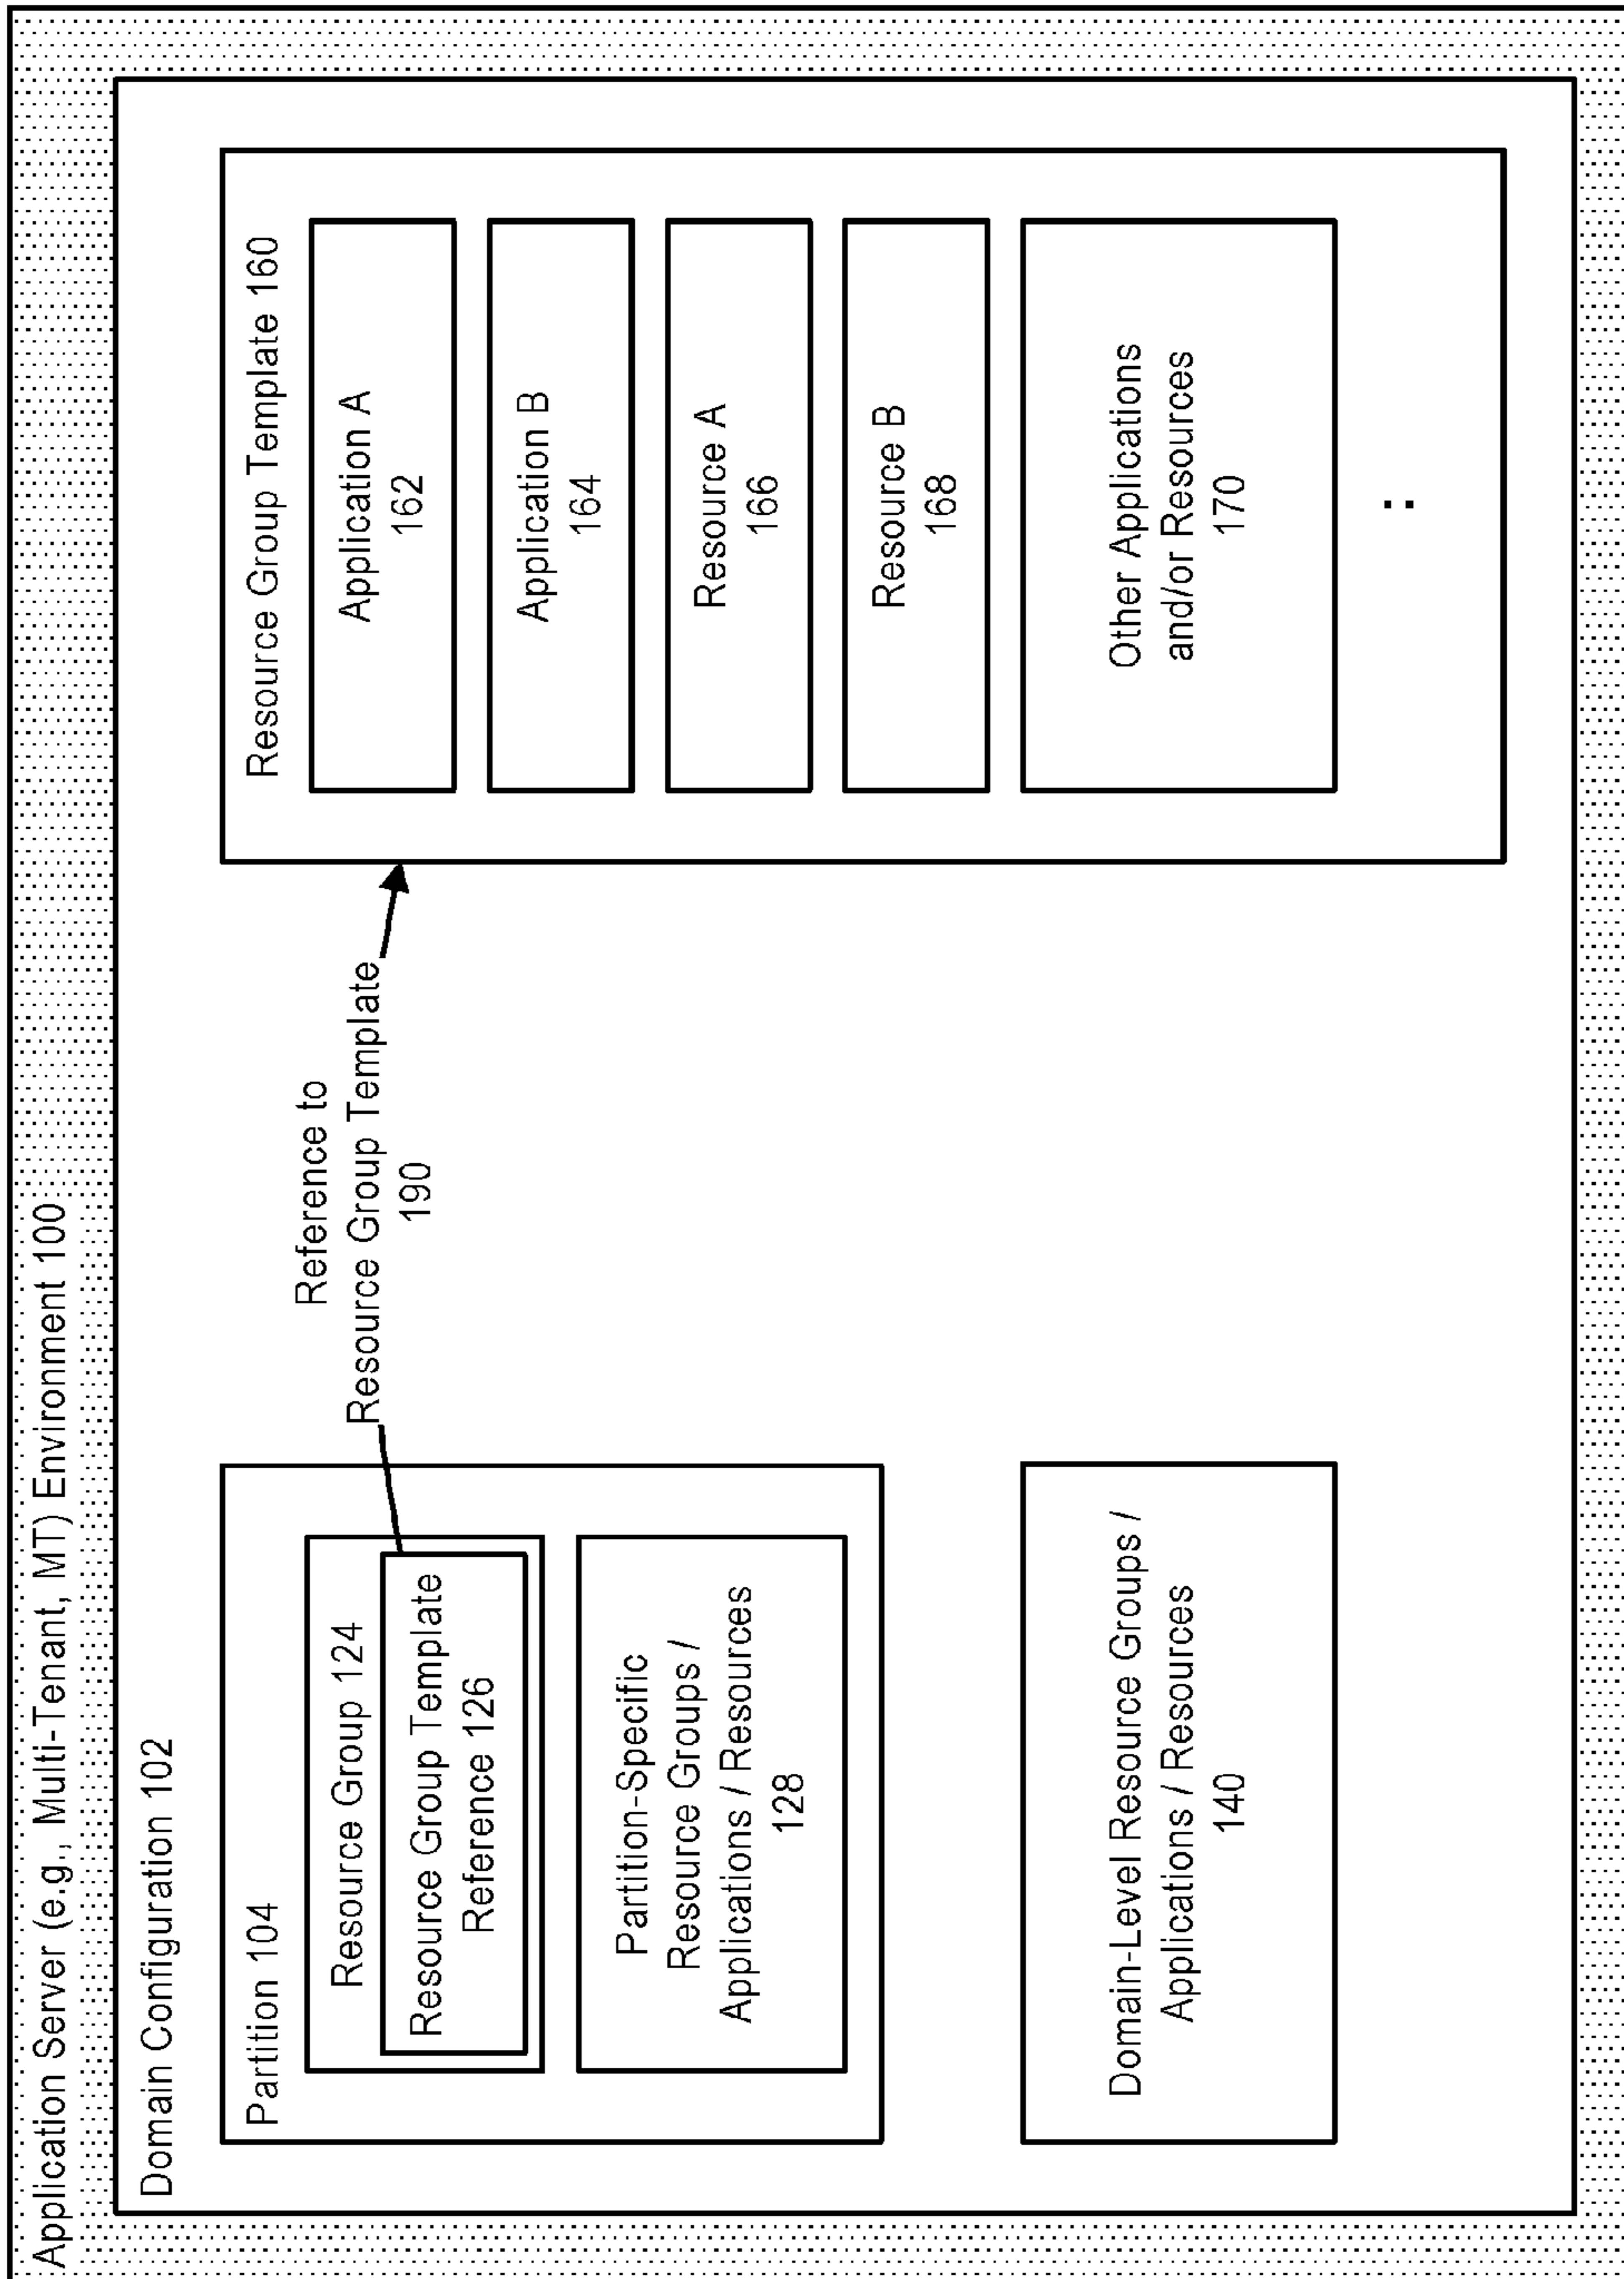 Application Server (e.g., Multi-Tenant, MT) Environment 100
Domain Configuration 102
Partition 104
Resource Group 124
Resource Group Template
Reference 126
Partition-Specific
Resource Groups /
Applications / Resources
128
Domain-Level Resource Groups /
Applications / Resources
140
Reference to
Resource Group Template
190
Resource Group Template 160
Application A
162
Application B
164
Resource A
166
Resource B
168
Other Applications
and/or Resources
170